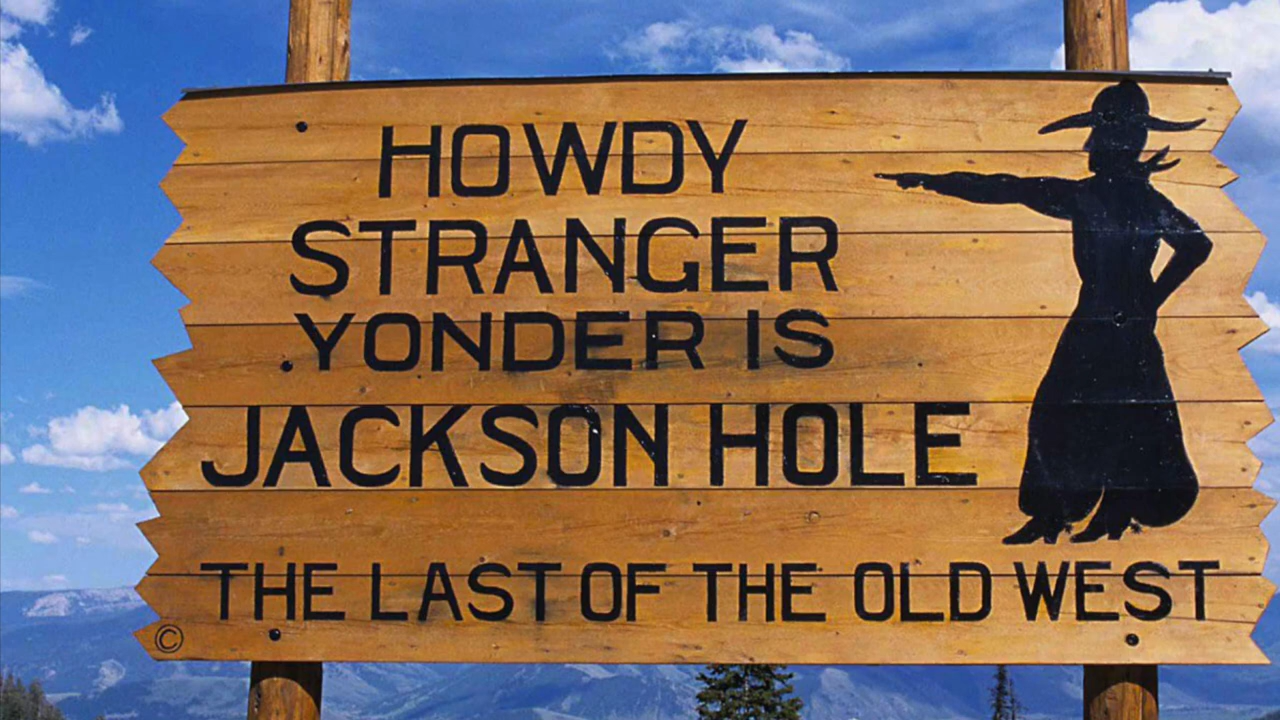 HOWDY
STRANGER
YONDER IS
JACKSON HOLE
THE LAST OF THE OLD WEST
©